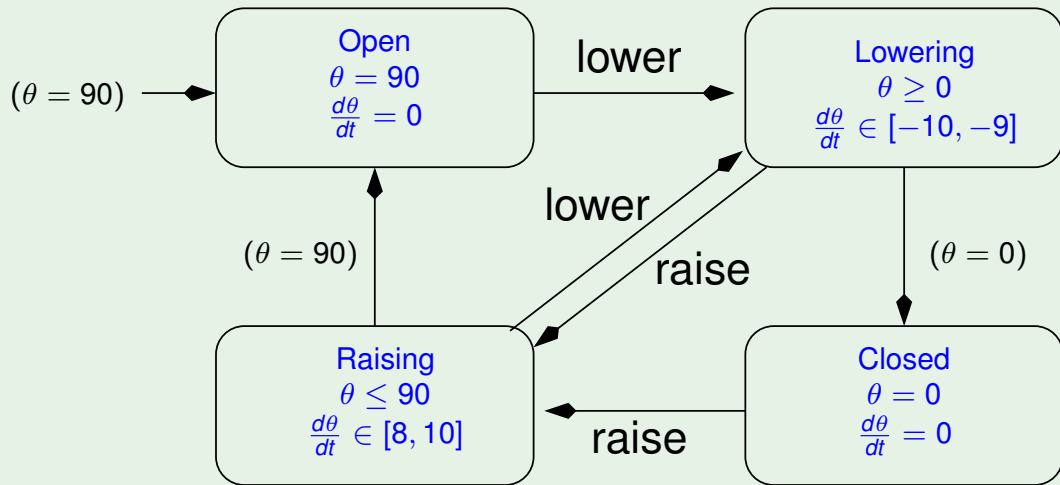 (θ = 90)
Open
θ = 90
dθ/dt = 0
lower
Lowering
θ ≥ 0
dθ/dt ∈ [−10, −9]
lower
raise
(θ = 90)
(θ = 0)
Raising
θ ≤ 90
dθ/dt ∈ [8, 10]
raise
Closed
θ = 0
dθ/dt = 0